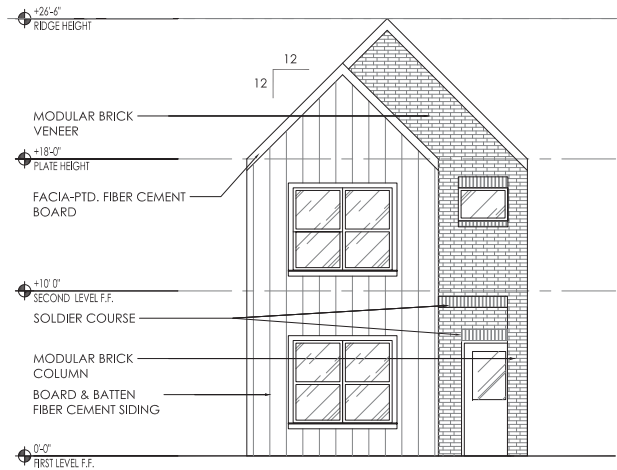 +26'-6"
RIDGE HEIGHT
12
12
MODULAR BRICK
VENEER
+18'-0"
PLATE HEIGHT
FACIA-PTD. FIBER CEMENT
BOARD
+10' 0"
SECOND LEVEL F.F.
SOLDIER COURSE
MODULAR BRICK
COLUMN
BOARD & BATTEN
FIBER CEMENT SIDING
0'-0"
FIRST LEVEL F.F.